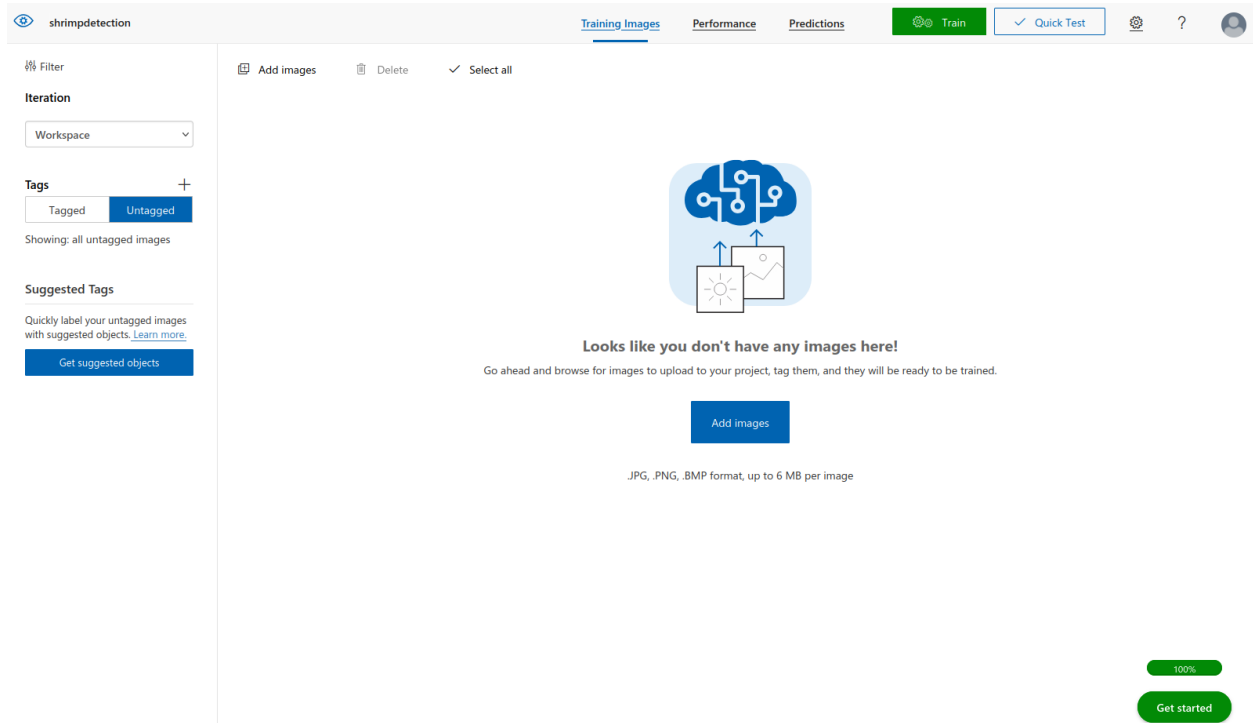 shrimpdetection
Training Images
Performance
Predictions
Train
Quick Test
?
Filter
Iteration
Workspace
Tags
Tagged
Untagged
Showing: all untagged images
Suggested Tags
Quickly label your untagged images
with suggested objects. Learn more.
Get suggested objects
Add images
Delete
Select all
Looks like you don't have any images here!
Go ahead and browse for images to upload to your project, tag them, and they will be ready to be trained.
Add images
.JPG, .PNG, .BMP format, up to 6 MB per image
100%
Get started